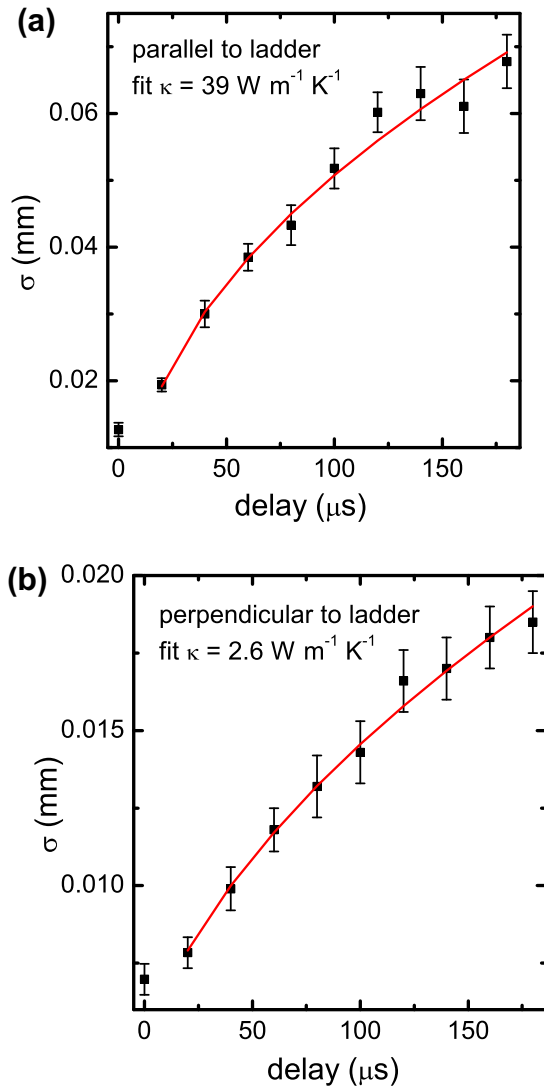 (a)
parallel to ladder
fit κ = 39 W m⁻¹ K⁻¹
0.06
0.04
0.02
σ (mm)
0 50 100 150
delay (μs)
(b)
0.020
perpendicular to ladder
fit κ = 2.6 W m⁻¹ K⁻¹
0.015
0.010
σ (mm)
0 50 100 150
delay (μs)